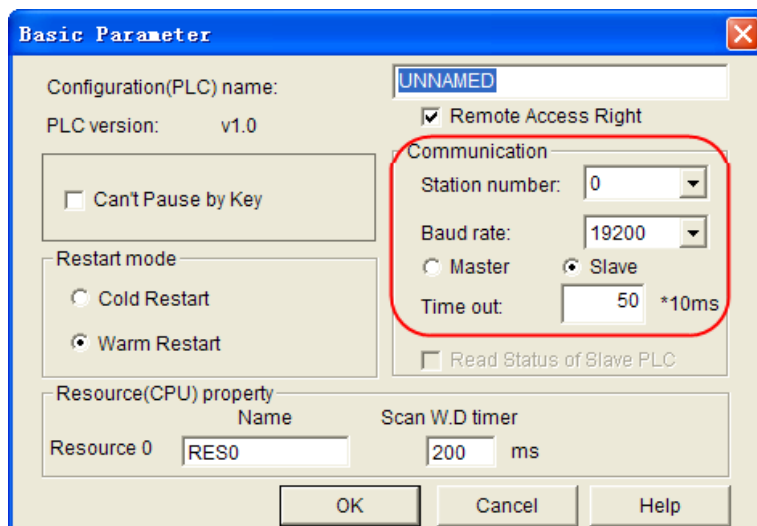 Basic Parameter
Configuration(PLC) name:
UNNAMED
Remote Access Right
PLC version: v1.0
Communication
Station number: 0
Can't Pause by Key
Baud rate: 19200
Master Slave
Time out: 50 *10ms
Restart mode
Cold Restart
Warm Restart
Read Status of Slave PLC
Resource(CPU) property
Name Scan W.D timer
Resource 0 RES0 200 ms
OK Cancel Help